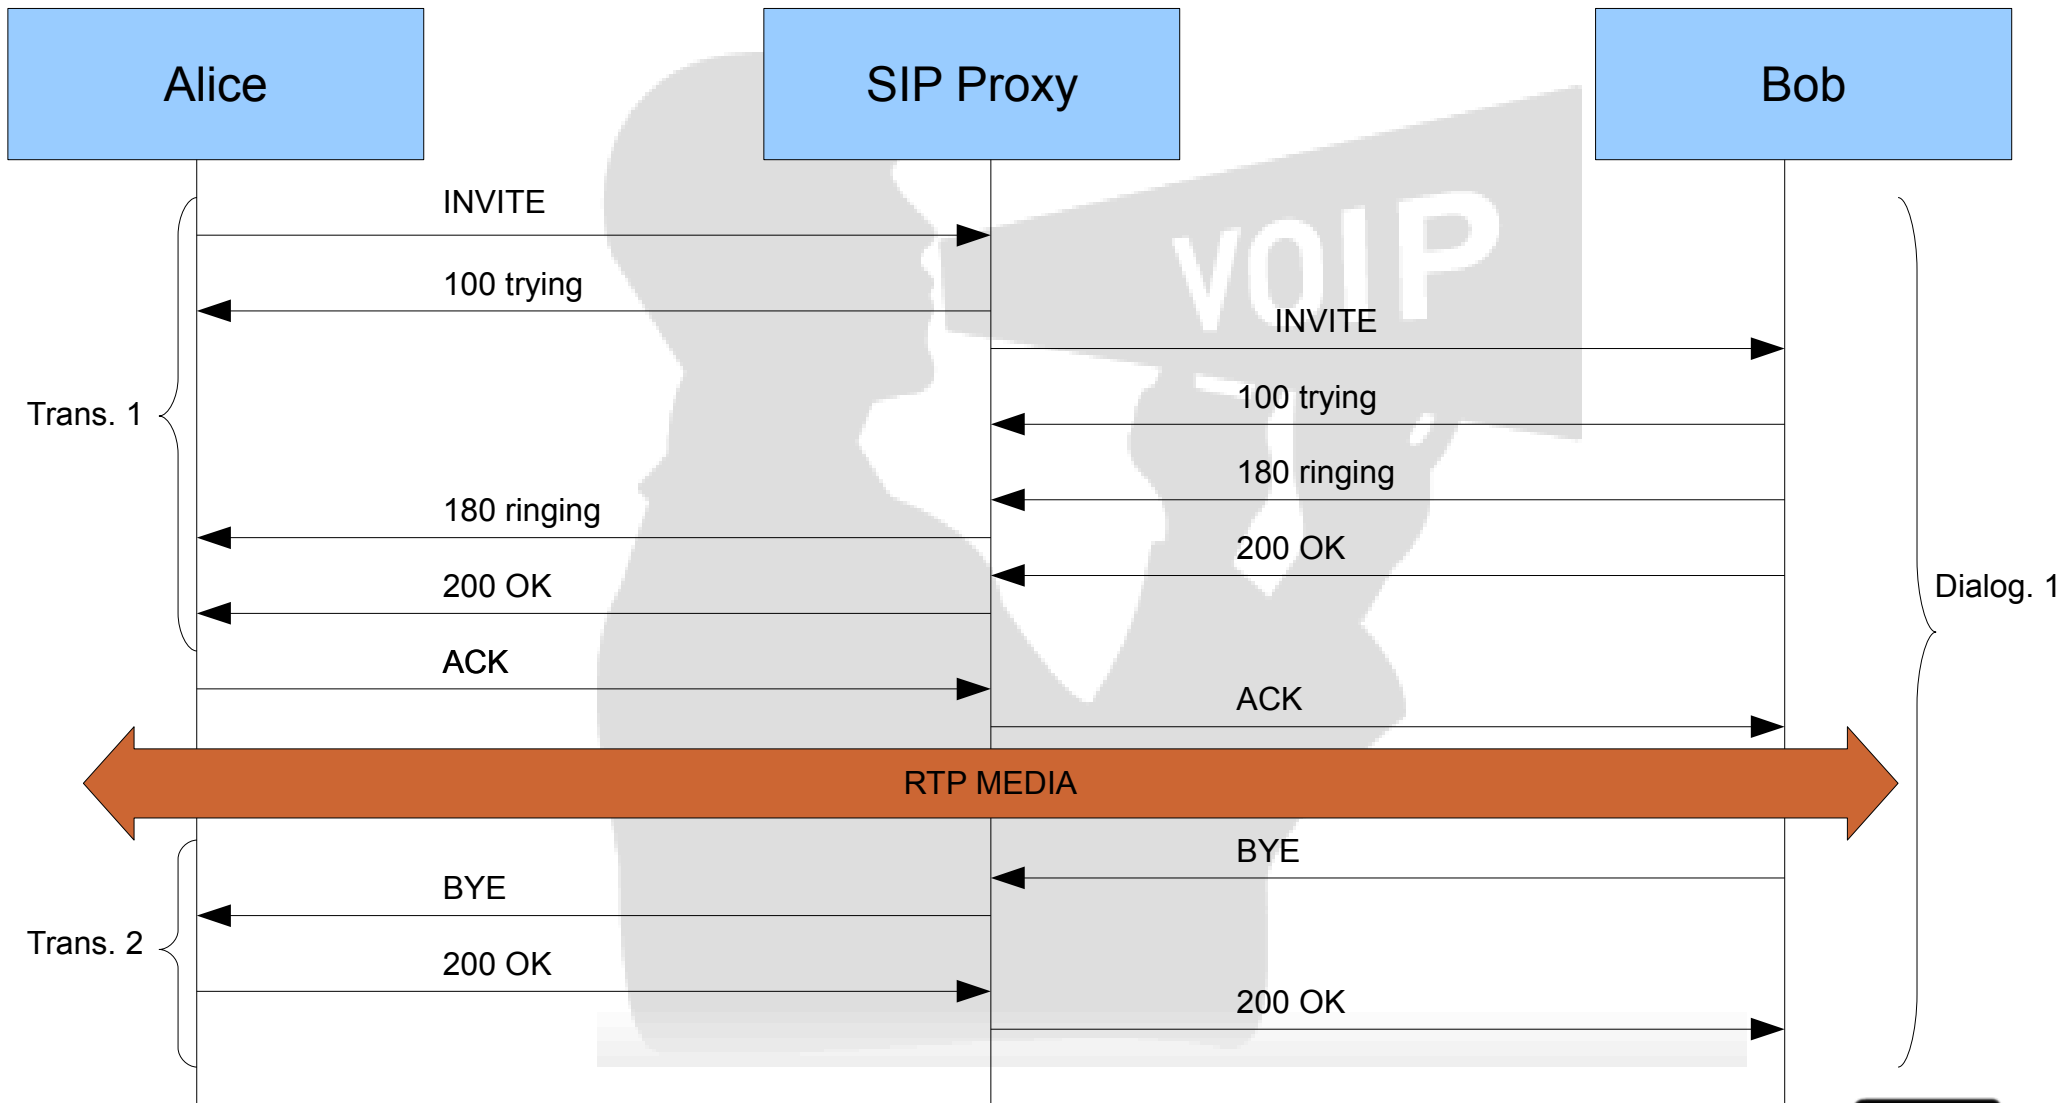 Alice
SIP Proxy
Bob
INVITE
100 trying
VOIP
INVITE
100 trying
Trans. 1
180 ringing
180 ringing
200 OK
200 OK
Dialog. 1
ACK
ACK
RTP MEDIA
BYE
BYE
Trans. 2
200 OK
200 OK